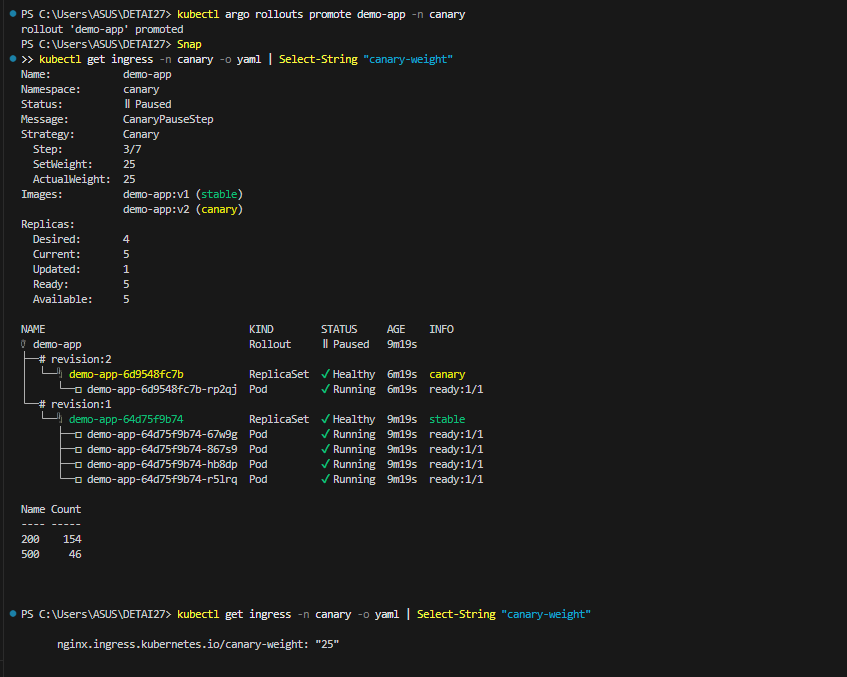 PS C:\Users\ASUS\DETAI27> kubectl argo rollouts promote demo-app -n canary
rollout 'demo-app' promoted
PS C:\Users\ASUS\DETAI27> Snap
>> kubectl get ingress -n canary -o yaml | Select-String "canary-weight"
Name:            demo-app
Namespace:       canary
Status:          ॥ Paused
Message:         CanaryPauseStep
Strategy:        Canary
  Step:          3/7
  SetWeight:     25
  ActualWeight:  25
Images:          demo-app:v1 (stable)
                 demo-app:v2 (canary)
Replicas:
  Desired:       4
  Current:       5
  Updated:       1
  Ready:         5
  Available:     5
NAME                                  KIND        STATUS     AGE    INFO
demo-app                            Rollout     ॥ Paused   9m19s
├──# revision:2
│  └──demo-app-6d9548fc7b           ReplicaSet  ✔ Healthy  6m19s  canary
│     └──□ demo-app-6d9548fc7b-rp2qj  Pod         ✔ Running  6m19s  ready:1/1
└──# revision:1
   └──demo-app-64d75f9b74           ReplicaSet  ✔ Healthy  9m19s  stable
      ├──□ demo-app-64d75f9b74-67w9g  Pod         ✔ Running  9m19s  ready:1/1
      ├──□ demo-app-64d75f9b74-867s9  Pod         ✔ Running  9m19s  ready:1/1
      ├──□ demo-app-64d75f9b74-hb8dp  Pod         ✔ Running  9m19s  ready:1/1
      └──□ demo-app-64d75f9b74-r5lrq  Pod         ✔ Running  9m19s  ready:1/1
Name Count
---- -----
200    154
500     46
PS C:\Users\ASUS\DETAI27> kubectl get ingress -n canary -o yaml | Select-String "canary-weight"
      nginx.ingress.kubernetes.io/canary-weight: "25"